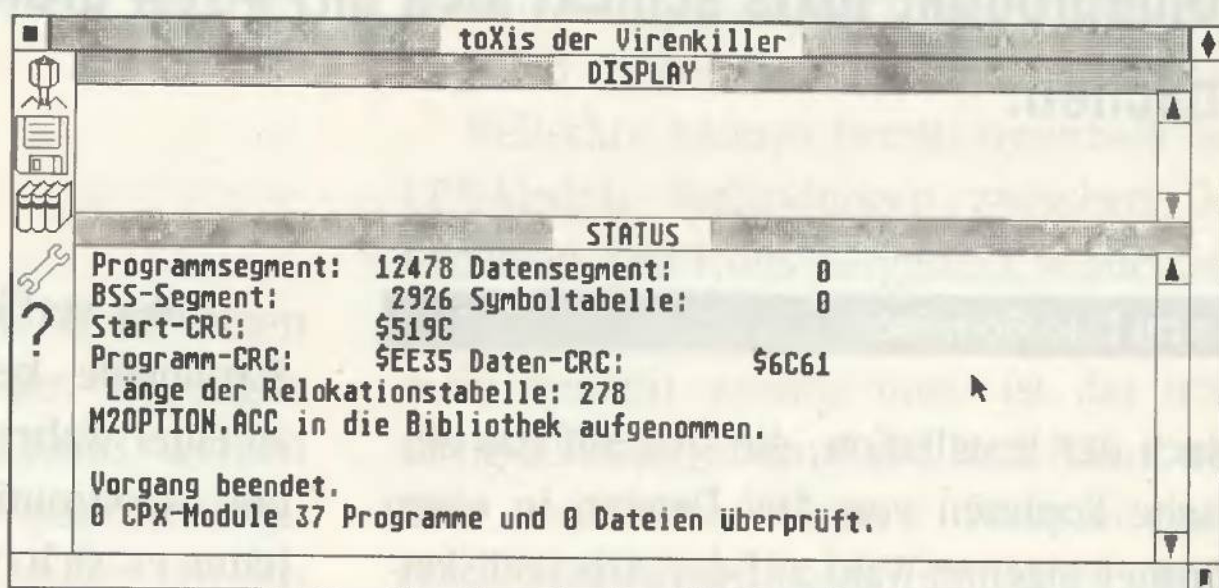 toXis der Virenkiller
DISPLAY
STATUS
Programmsegment: 12478 Datensegment: 0
BSS-Segment: 2926 Symboltabelle: 0
Start-CRC: $519C
Programm-CRC: $EE35 Daten-CRC: $6C61
Länge der Relokationstabelle: 278
M2OPTION.ACC in die Bibliothek aufgenommen.
Vorgang beendet.
0 CPX-Module 37 Programme und 0 Dateien überprüft.
?